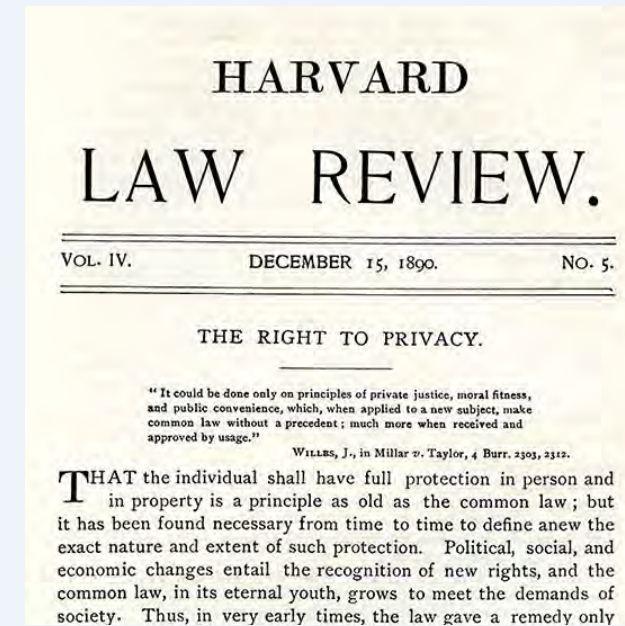 HARVARD
LAW REVIEW.
VOL. IV. DECEMBER 15, 1890. NO. 5.
THE RIGHT TO PRIVACY.
" It could be done only on principles of private justice, moral fitness,
and public convenience, which, when applied to a new subject, make
common law without a precedent ; much more when received and
approved by usage."
WILLES, J., in Millar v. Taylor, 4 Burr. 2303, 2312.
THAT the individual shall have full protection in person and
in property is a principle as old as the common law ; but
it has been found necessary from time to time to define anew the
exact nature and extent of such protection. Political, social, and
economic changes entail the recognition of new rights, and the
common law, in its eternal youth, grows to meet the demands of
society. Thus, in very early times, the law gave a remedy only